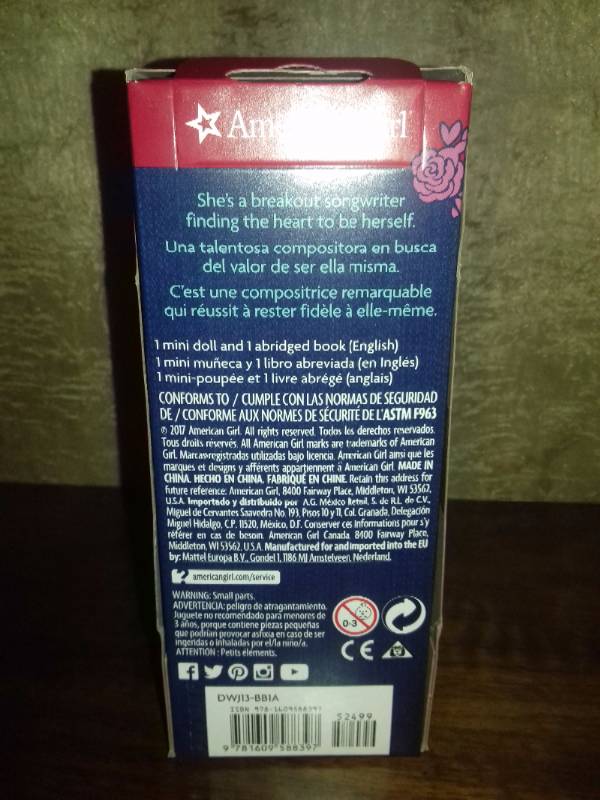 Am rl
She's a breakout songwriter
finding the heart to be herself.
Una talentosa compositora en busca
del valor de ser ella misma.
C'est une compositrice remarquable
qui réussit à rester fidèle à elle-même.
1 mini doll and 1 abridged book (English)
1 mini muñeca y 1 libro abreviada (en Inglés)
1 mini-poupée et 1 livre abrégé (anglais)
CONFORMS TO / CUMPLE CON LAS NORMAS DE SEGURIDAD
DE / CONFORME AUX NORMES DE SÉCURITÉ DE L'ASTM F963
© 2017 American Girl. All rights reserved. Todos los derechos reservados.
Tous droits réservés. All American Girl marks are trademarks of American
Girl. Marcas registradas utilizadas bajo licencia. American Girl ainsi que les
marques et designs y afférents appartiennent à American Girl. MADE IN
CHINA. HECHO EN CHINA. FABRIQUÉ EN CHINE. Retain this address for
future reference: American Girl, 8400 Fairway Place, Middleton, WI 53562,
U.S.A. Importado y distribuido por A.G. México Retail, S. de R.L. de C.V.,
Miguel de Cervantes Saavedra No. 193, Pisos 10 y 11, Col. Granada, Delegación
Miguel Hidalgo, C.P. 11520, México, D.F. Conserver ces informations pour s'y
référer en cas de besoin. American Girl Canada, 8400 Fairway Place,
Middleton, WI 53562, U.S.A. Manufactured for and imported into the EU
by: Mattel Europa B.V., Gondel 1, 1186 MJ Amstelveen, Nederland.
? americangirl.com/service
WARNING: Small parts.
ADVERTENCIA: peligro de atragantamiento.
Juguete no recomendado para menores de
3 años, porque contiene piezas pequeñas
que podrían provocar asfixia en caso de ser
ingeridas o inhaladas por el/la niño/a.
ATTENTION : Petits éléments.
0-3
CE
DWJ13-BB1A
ISBN 978-1609588397
52499
9 781609 588397